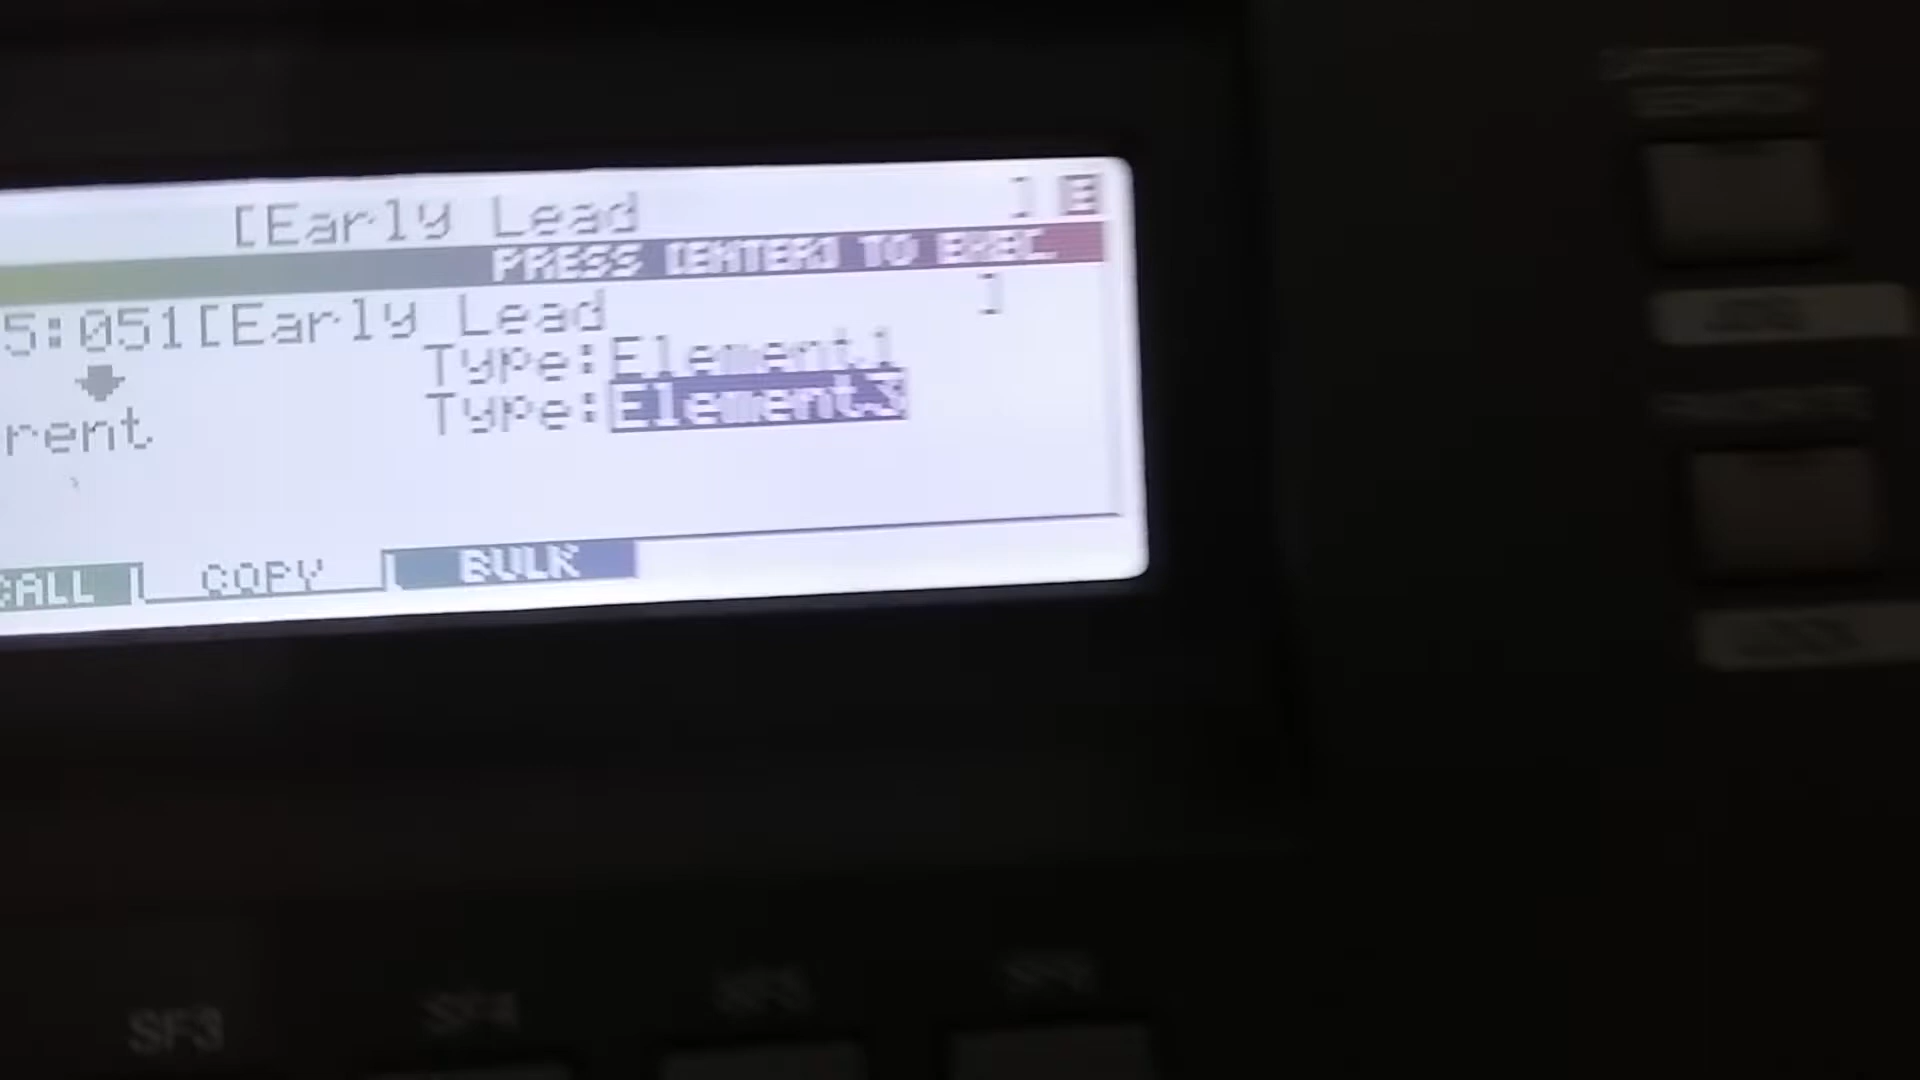 [Early Lead ] E
PRESS [ENTER] TO EXEC.
5:051[Early Lead ]
Type:Element1
rent Type:Element3
CALL COPY BULK
SF3 SF4 SF5 SF6